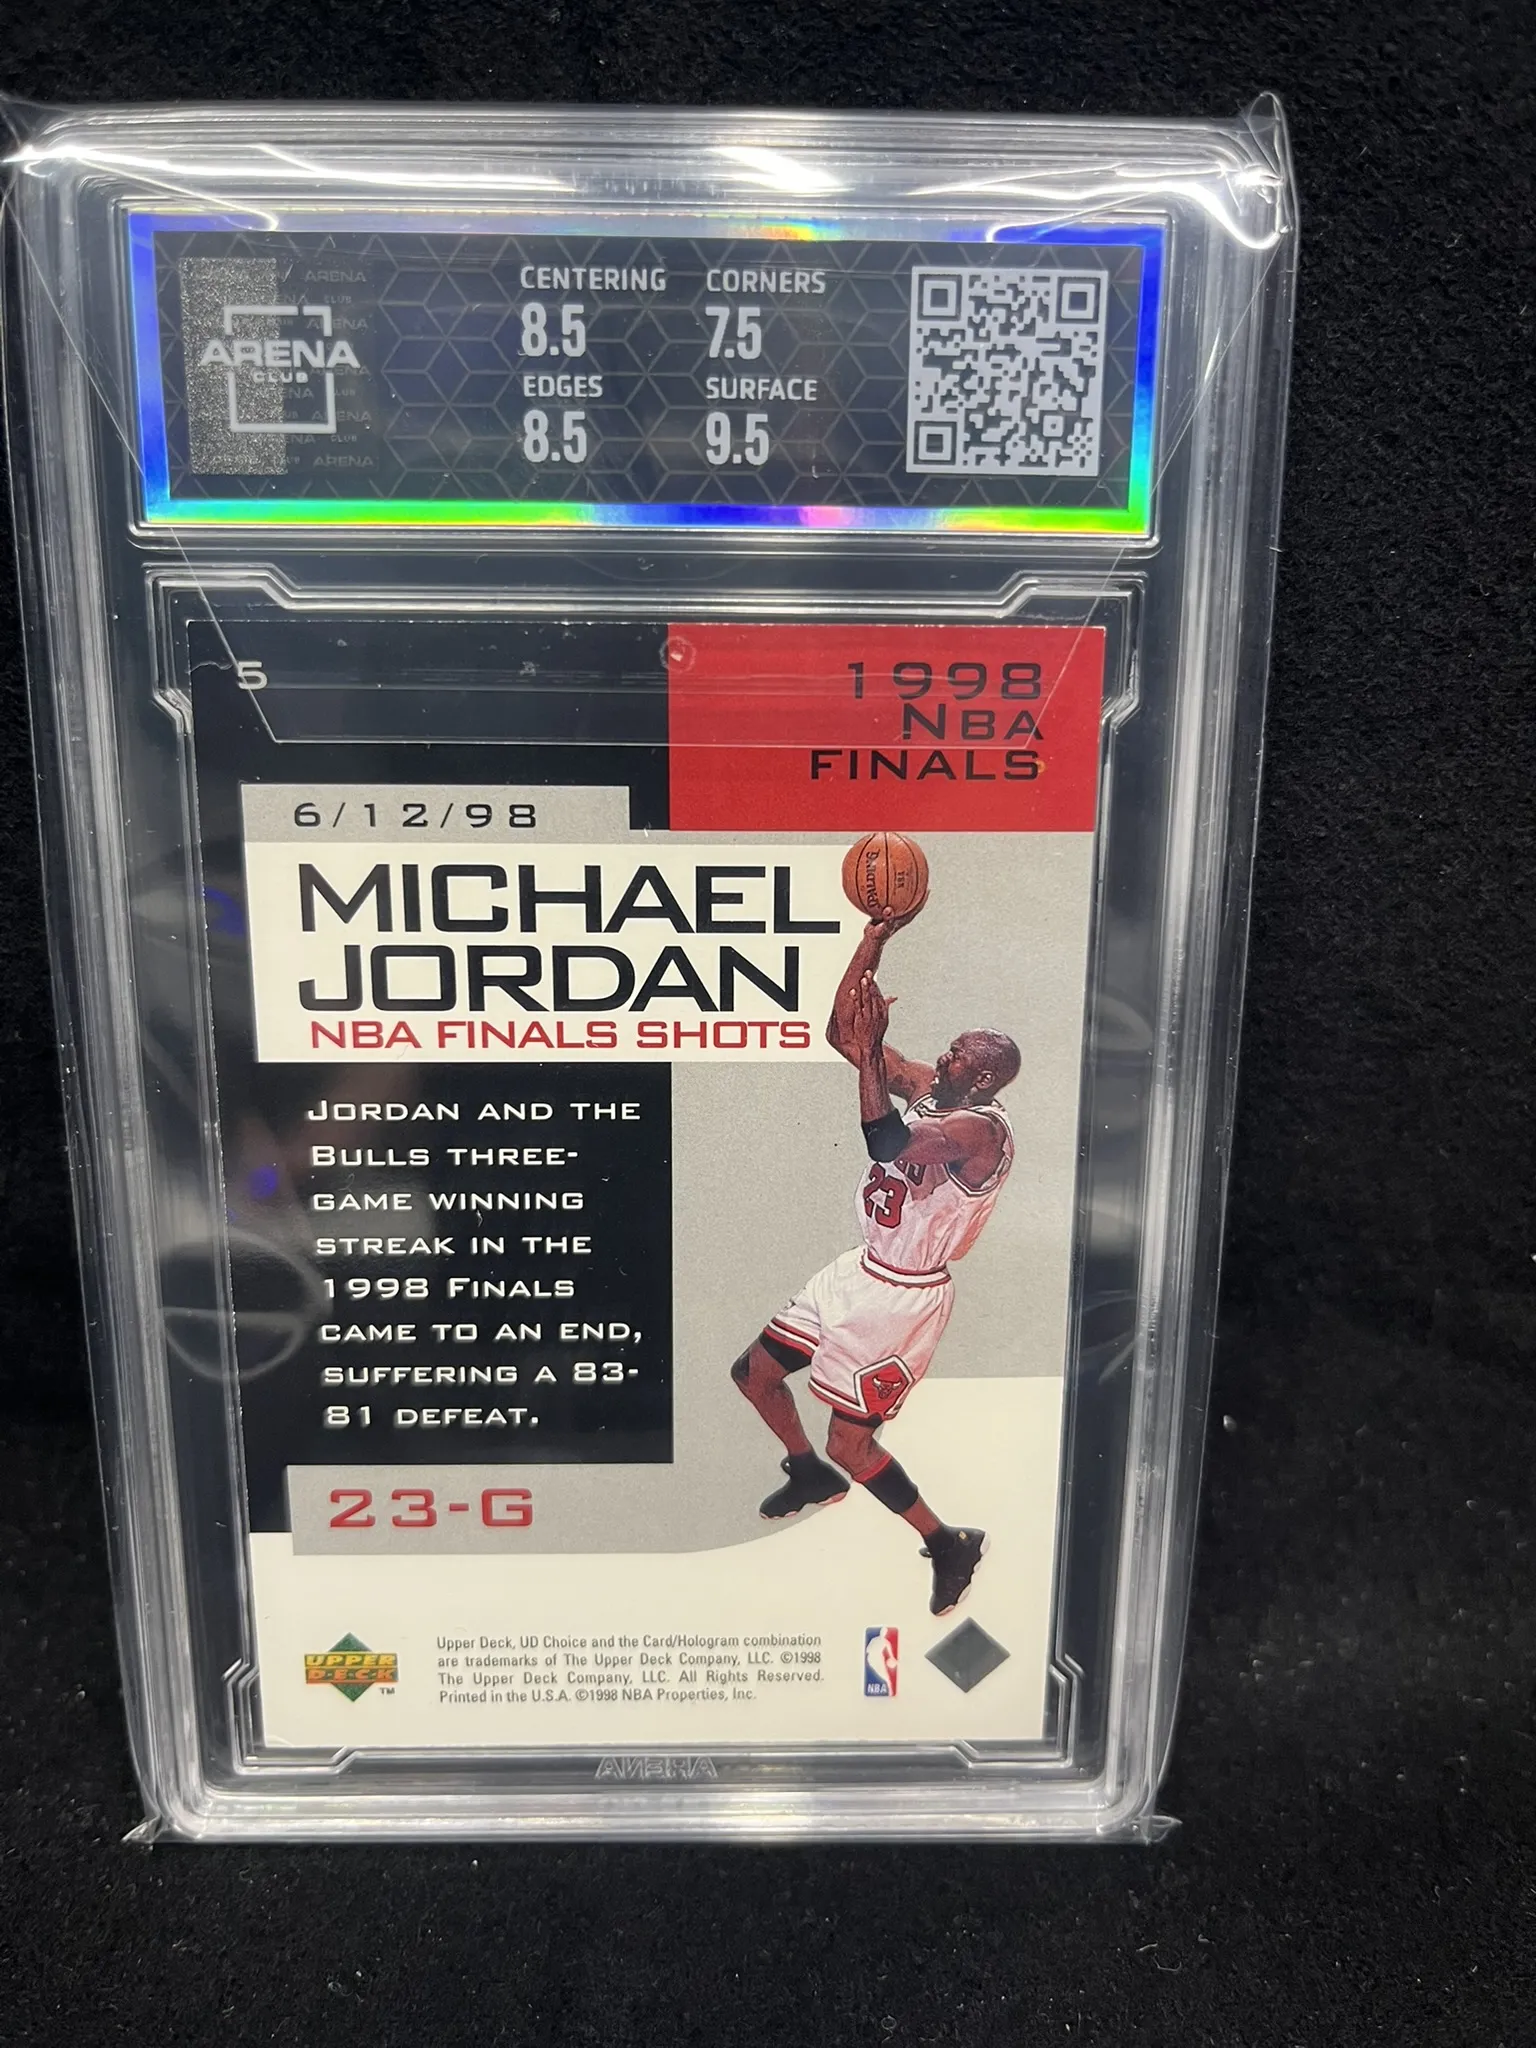 ARENA
CLUB
CENTERING
8.5
CORNERS
7.5
EDGES
8.5
SURFACE
9.5
5
1998
NBA
FINALS
6/12/98
MICHAEL
JORDAN
NBA FINALS SHOTS
JORDAN AND THE
BULLS THREE-
GAME WINNING
STREAK IN THE
1998 FINALS
CAME TO AN END,
SUFFERING A 83-
81 DEFEAT.
23
23-G
UPPER
DECK
TM
Upper Deck, UD Choice and the Card/Hologram combination
are trademarks of The Upper Deck Company, LLC. ©1998
The Upper Deck Company, LLC. All Rights Reserved.
Printed in the U.S.A. ©1998 NBA Properties, Inc.
NBA
ARENA